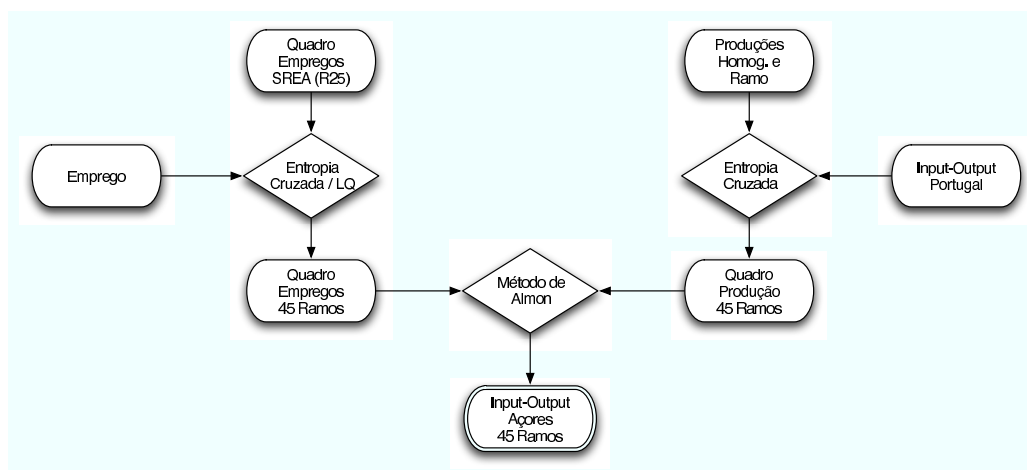 Quadro
Empregos
SREA (R25)
Produções
Homog. e
Ramo
Emprego
Entropia
Cruzada / LQ
Entropia
Cruzada
Input-Output
Portugal
Quadro
Empregos
45 Ramos
Método de
Almon
Quadro
Produção
45 Ramos
Input-Output
Açores
45 Ramos